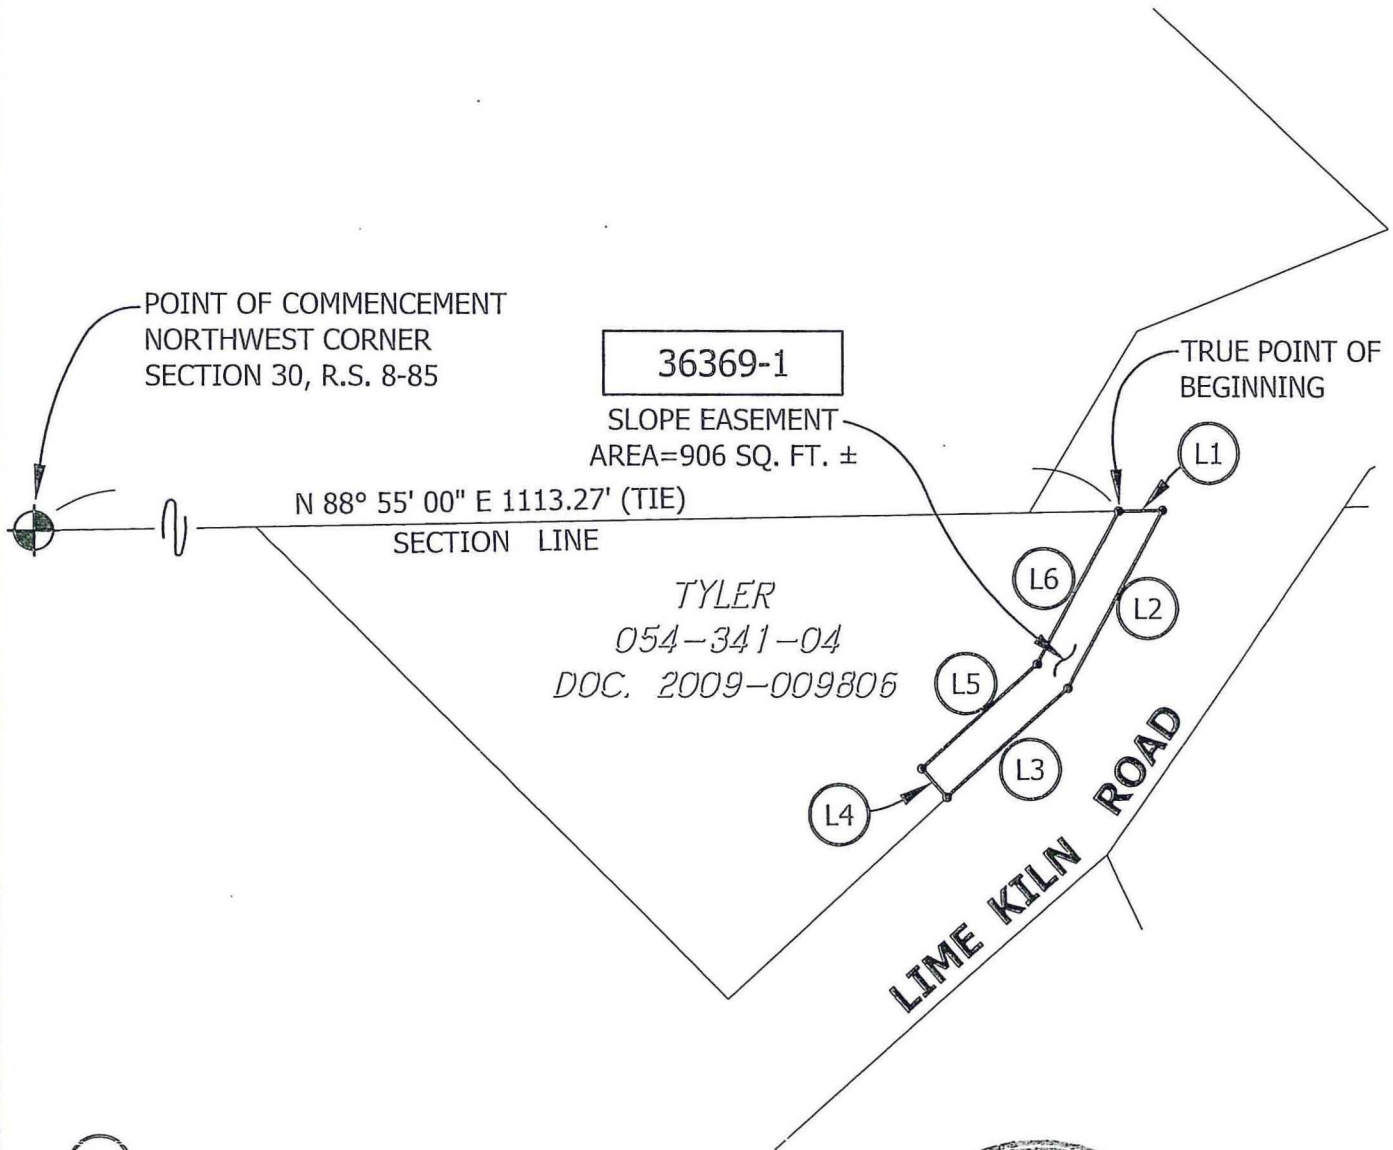 POINT OF COMMENCEMENT
NORTHWEST CORNER
SECTION 30, R.S. 8-85
36369-1
SLOPE EASEMENT
AREA=906 SQ. FT. ±
TRUE POINT OF
BEGINNING
L1
N 88° 55' 00" E 1113.27' (TIE)
SECTION LINE
L6
L2
TYLER
054-341-04
DOC. 2009-009806
L5
L3
L4
LIME KILN ROAD